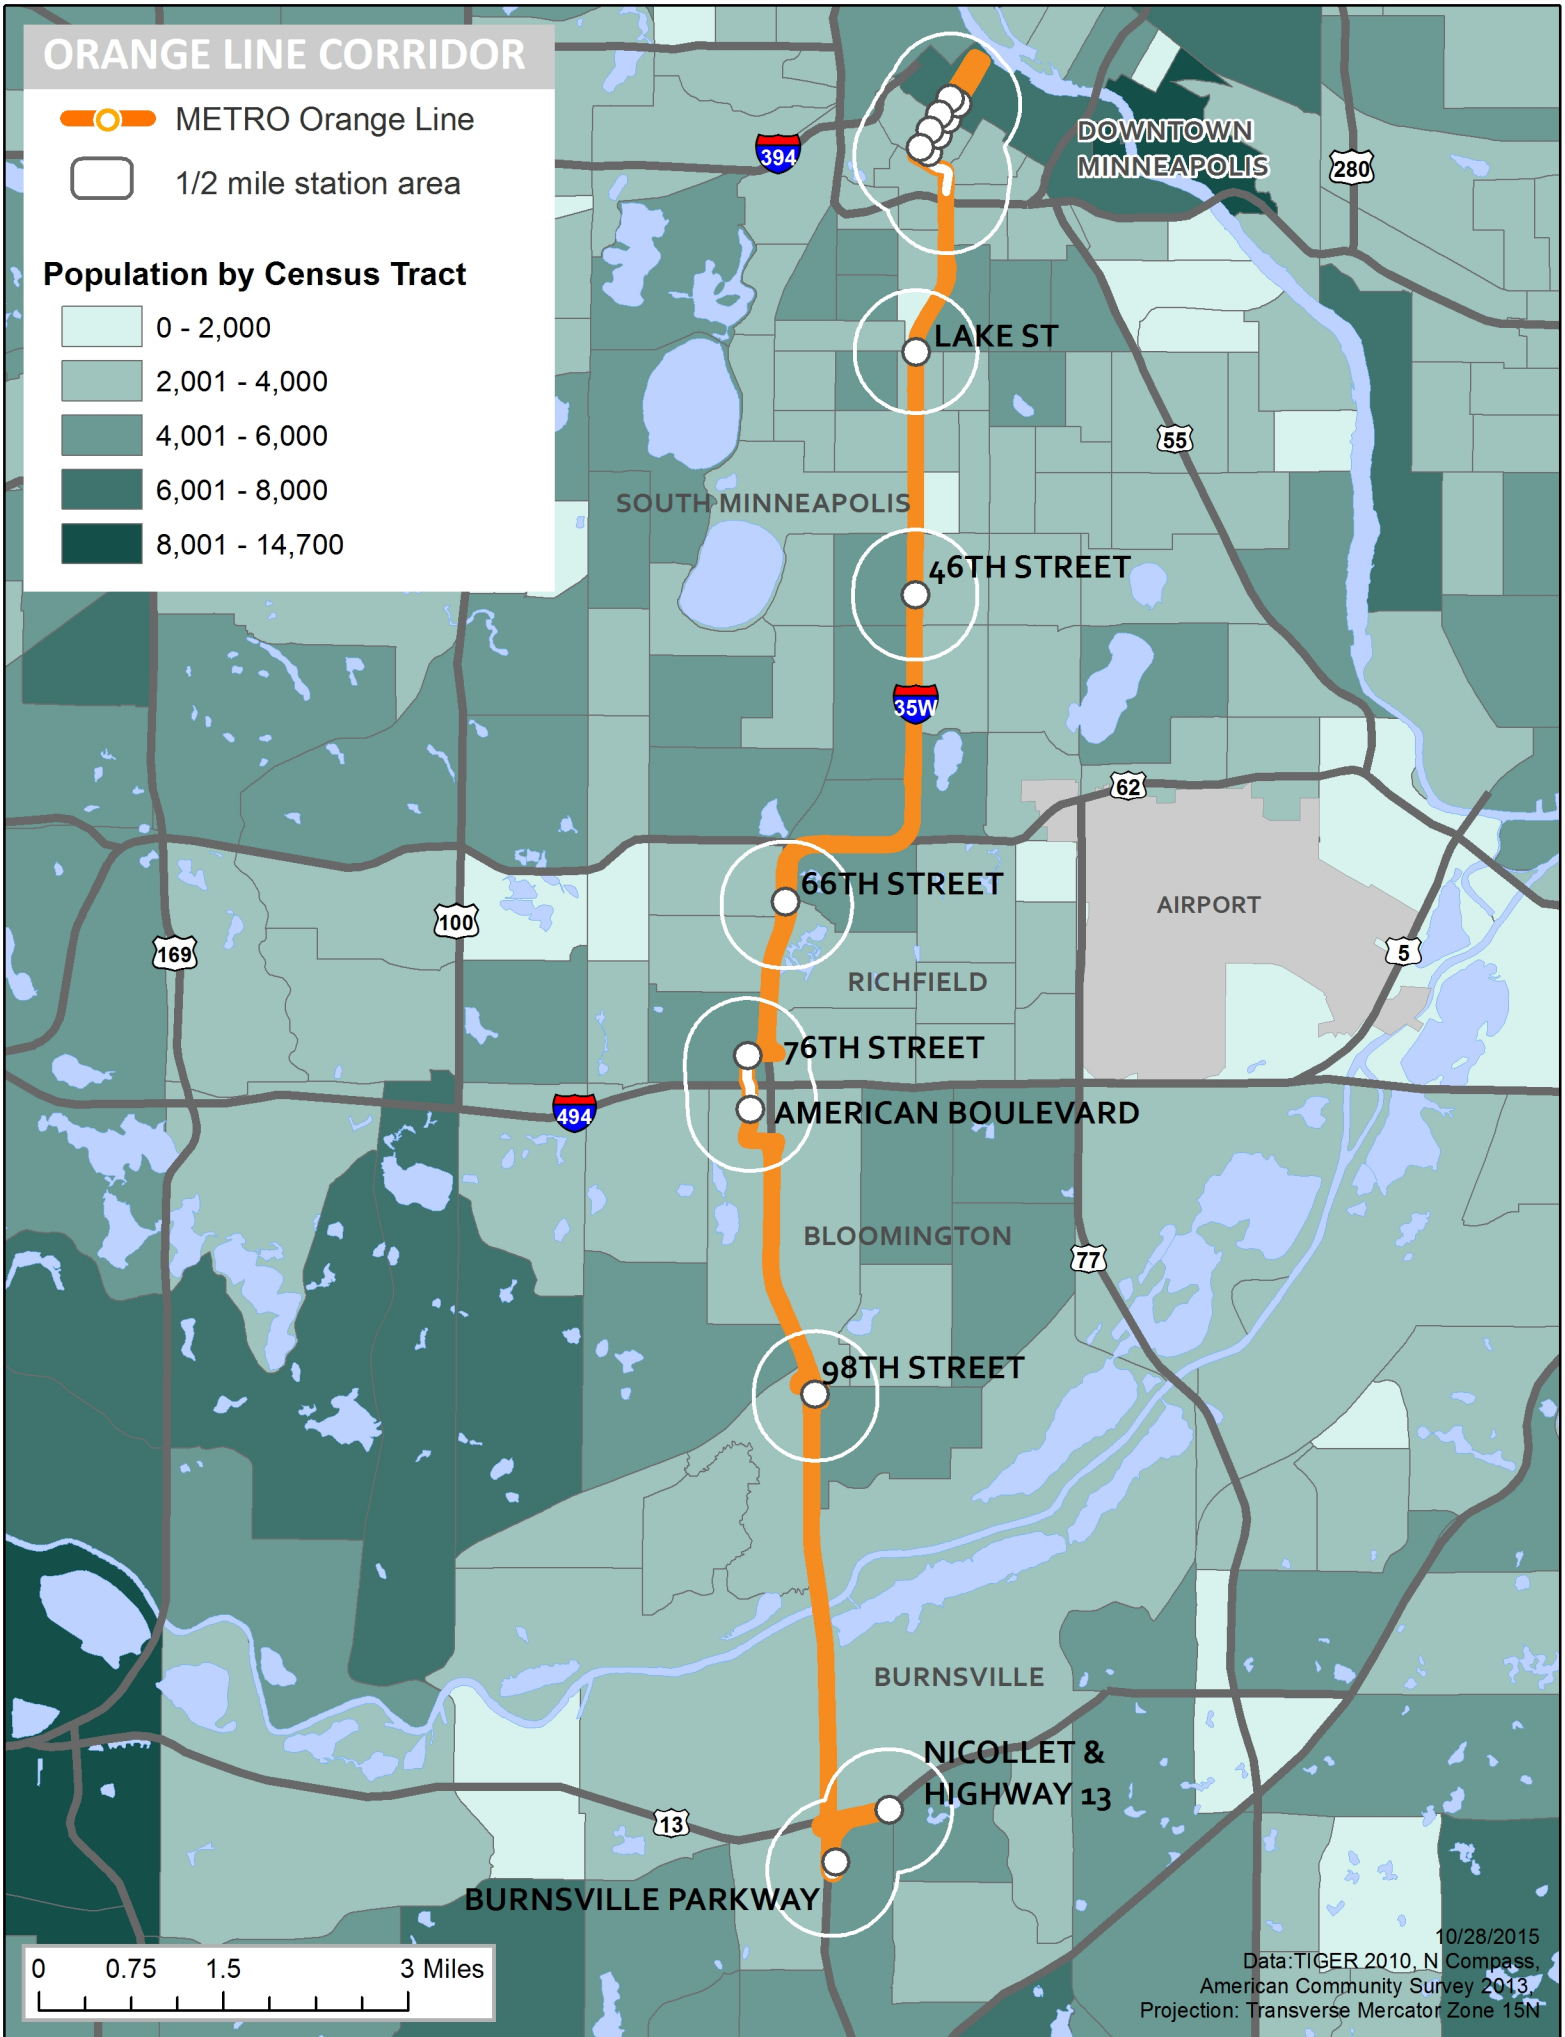 ORANGE LINE CORRIDOR
METRO Orange Line
1/2 mile station area
Population by Census Tract
0 - 2,000
2,001 - 4,000
4,001 - 6,000
6,001 - 8,000
8,001 - 14,700
394
DOWNTOWN
MINNEAPOLIS
280
LAKE ST
55
SOUTH MINNEAPOLIS
46TH STREET
35W
62
66TH STREET
AIRPORT
100
169
5
RICHFIELD
76TH STREET
494
AMERICAN BOULEVARD
BLOOMINGTON
77
98TH STREET
BURNSVILLE
NICOLLET &
HIGHWAY 13
13
BURNSVILLE PARKWAY
0 0.75 1.5 3 Miles
10/28/2015
Data:TIGER 2010, N Compass,
American Community Survey 2013,
Projection: Transverse Mercator Zone 15N